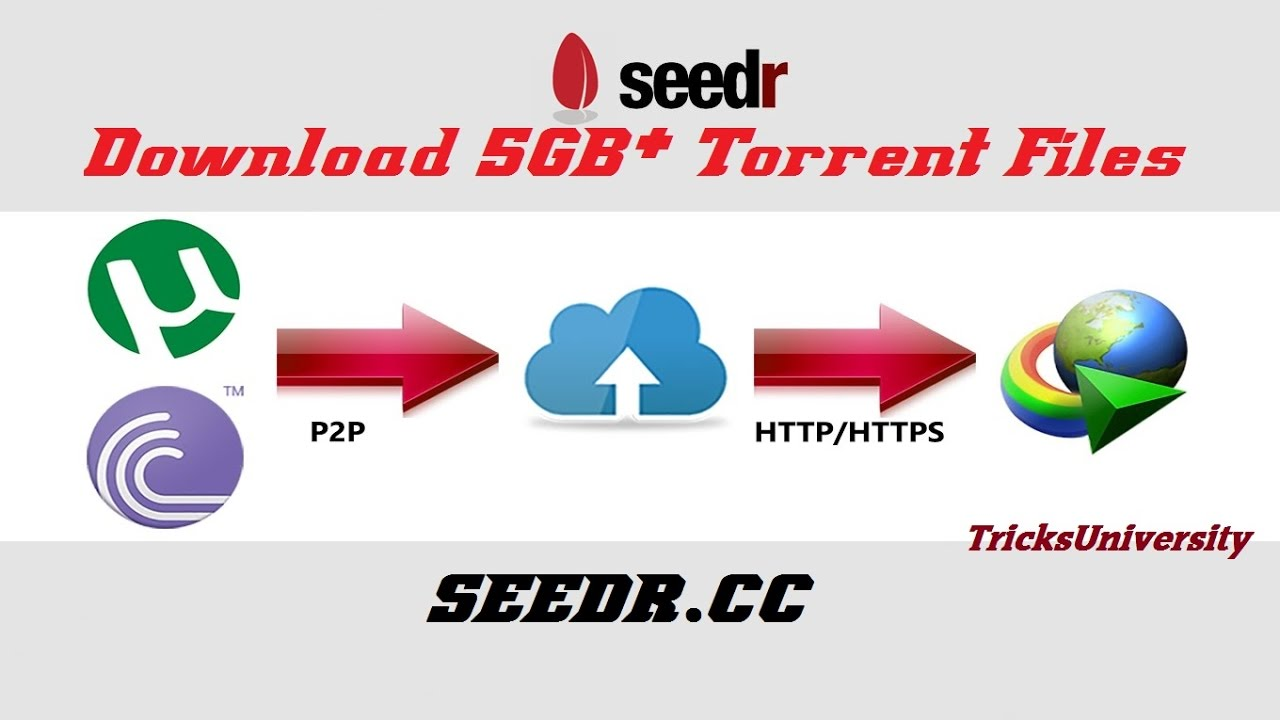 seedr
Download 5GB+ Torrent Files
TM
P2P
HTTP/HTTPS
TricksUniversity
SEEDR.CC